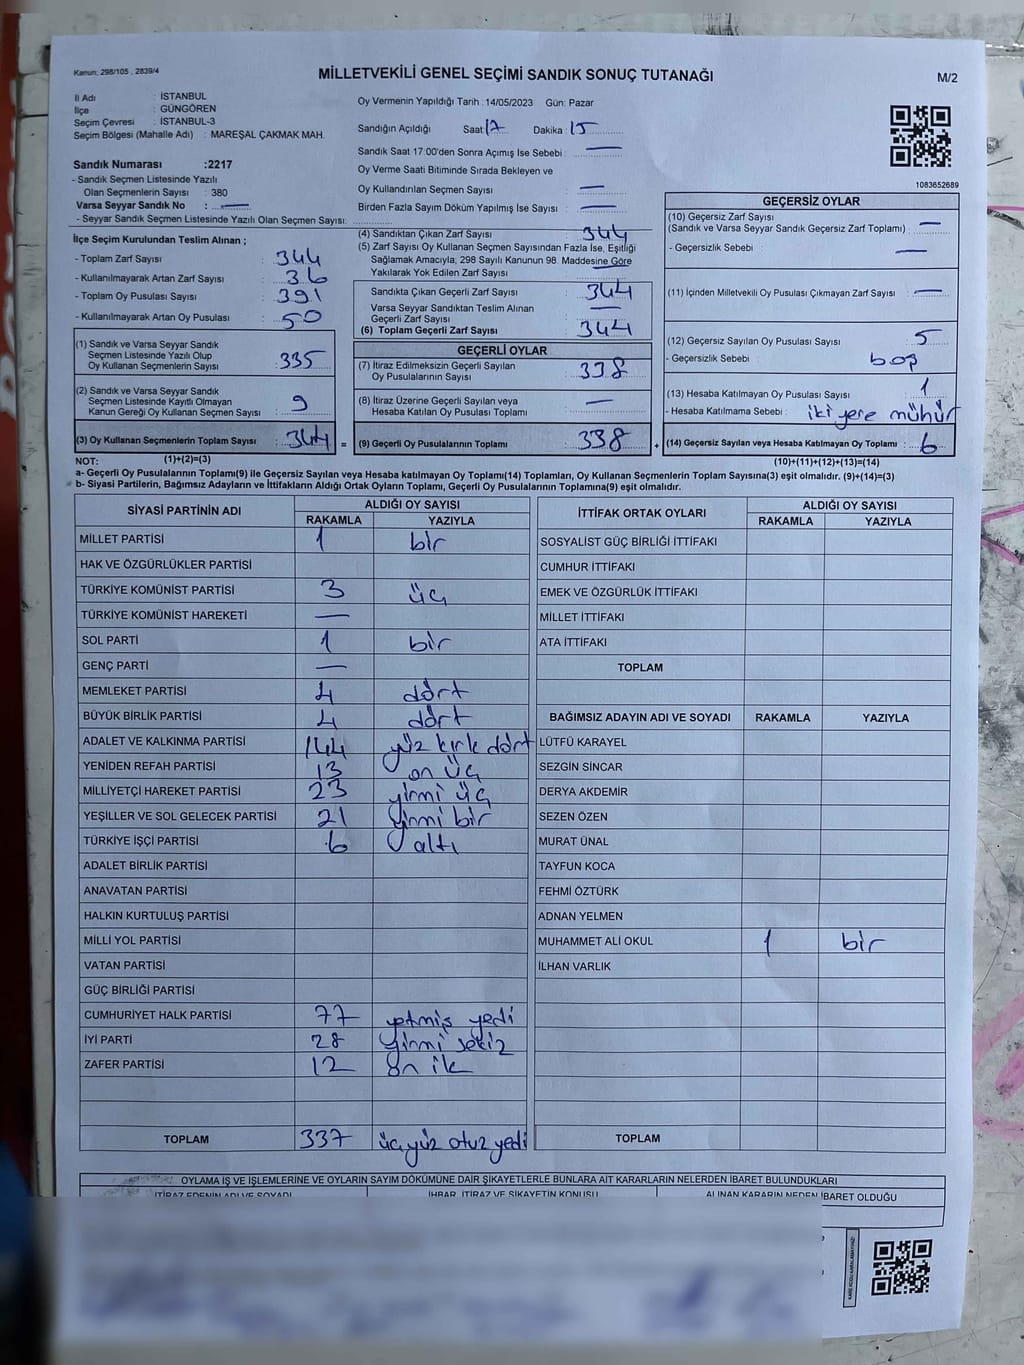 Kanun: 298/105 , 2839/4
MİLLETVEKİLİ GENEL SEÇİMİ SANDIK SONUÇ TUTANAĞI
M/2
İl Adı : İSTANBUL
İlçe : GÜNGÖREN
Seçim Çevresi : İSTANBUL-3
Seçim Bölgesi (Mahalle Adı) : MAREŞAL ÇAKMAK MAH.
Sandık Numarası :2217
- Sandık Seçmen Listesinde Yazılı
Olan Seçmenlerin Sayısı : 380
Varsa Seyyar Sandık No : —
- Seyyar Sandık Seçmen Listesinde Yazılı Olan Seçmen Sayısı:
Oy Vermenin Yapıldığı Tarih :14/05/2023 Gün: Pazar
Sandığın Açıldığı Saat 17 Dakika : 15
Sandık Saat 17:00'den Sonra Açımış İse Sebebi : —
Oy Verme Saati Bitiminde Sırada Bekleyen ve
Oy Kullandırılan Seçmen Sayısı : —
Birden Fazla Sayım Döküm Yapılmış İse Sayısı : —
1083652689
İlçe Seçim Kurulundan Teslim Alınan ;
- Toplam Zarf Sayısı : 344
- Kullanılmayarak Artan Zarf Sayısı : 36
- Toplam Oy Pusulası Sayısı : 391
- Kullanılmayarak Artan Oy Pusulası : 50
(1) Sandık ve Varsa Seyyar Sandık
Seçmen Listesinde Yazılı Olup
Oy Kullanan Seçmenlerin Sayısı : 335
(2) Sandık ve Varsa Seyyar Sandık
Seçmen Listesinde Kayıtlı Olmayan
Kanun Gereği Oy Kullanan Seçmen Sayısı : 9
(3) Oy Kullanan Seçmenlerin Toplam Sayısı : 344 =
(1)+(2)=(3)
(4) Sandıktan Çıkan Zarf Sayısı : 344
(5) Zarf Sayısı Oy Kullanan Seçmen Sayısından Fazla İse, Eşitliği
Sağlamak Amacıyla, 298 Sayılı Kanunun 98. Maddesine Göre
Yakılarak Yok Edilen Zarf Sayısı
Sandıkta Çıkan Geçerli Zarf Sayısı : 344
Varsa Seyyar Sandıktan Teslim Alınan
Geçerli Zarf Sayısı : —
(6) Toplam Geçerli Zarf Sayısı : 344
GEÇERLİ OYLAR
(7) İtiraz Edilmeksizin Geçerli Sayılan
Oy Pusulalarının Sayısı : 338
(8) İtiraz Üzerine Geçerli Sayılan veya
Hesaba Katılan Oy Pusulası Toplamı : —
(9) Geçerli Oy Pusulalarının Toplamı : 338 +
GEÇERSİZ OYLAR
(10) Geçersiz Zarf Sayısı
(Sandık ve Varsa Seyyar Sandık Geçersiz Zarf Toplamı) : —
- Geçersizlik Sebebi : —
(11) İçinden Milletvekili Oy Pusulası Çıkmayan Zarf Sayısı : —
(12) Geçersiz Sayılan Oy Pusulası Sayısı : 5
- Geçersizlik Sebebi : boş
(13) Hesaba Katılmayan Oy Sayısı : 1
- Hesaba Katılmama Sebebi : iki yere mühür
(14) Geçersiz Sayılan veya Hesaba Katılmayan Oy Toplamı : 6
(10)+(11)+(12)+(13)=(14)
NOT:
a- Geçerli Oy Pusulasının Toplamı(9) ile Geçersiz Sayılan veya Hesaba katılmayan Oy Toplamı(14) Toplamları, Oy Kullanan Seçmenlerin Toplam Sayısına(3) eşit olmalıdır. (9)+(14)=(3)
b- Siyasi Partilerin, Bağımsız Adayların ve İttifakların Aldığı Ortak Oyların Toplamı, Geçerli Oy Pusulalarının Toplamına(9) eşit olmalıdır.
SİYASİ PARTİNİN ADI
ALDIĞI OY SAYISI
RAKAMLA YAZIYLA
MİLLET PARTİSİ 1 bir
HAK VE ÖZGÜRLÜKLER PARTİSİ
TÜRKİYE KOMÜNİST PARTİSİ 3 üç
TÜRKİYE KOMÜNİST HAREKETİ —
SOL PARTİ 1 bir
GENÇ PARTİ —
MEMLEKET PARTİSİ 4 dört
BÜYÜK BİRLİK PARTİSİ 4 dört
ADALET VE KALKINMA PARTİSİ 144 yüz kırk dört
YENİDEN REFAH PARTİSİ 13 on üç
MİLLİYETÇİ HAREKET PARTİSİ 23 yirmi üç
YEŞİLLER VE SOL GELECEK PARTİSİ 21 yirmi bir
TÜRKİYE İŞÇİ PARTİSİ 6 altı
ADALET BİRLİK PARTİSİ
ANAVATAN PARTİSİ
HALKIN KURTULUŞ PARTİSİ
MİLLİ YOL PARTİSİ
VATAN PARTİSİ
GÜÇ BİRLİĞİ PARTİSİ
CUMHURİYET HALK PARTİSİ 77 yetmiş yedi
İYİ PARTİ 28 yirmi sekiz
ZAFER PARTİSİ 12 on ik
TOPLAM 337 üçyüz otuz yedi
İTTİFAK ORTAK OYLARI
ALDIĞI OY SAYISI
RAKAMLA YAZIYLA
SOSYALİST GÜÇ BİRLİĞİ İTTİFAKI
CUMHUR İTTİFAKI
EMEK VE ÖZGÜRLÜK İTTİFAKI
MİLLET İTTİFAKI
ATA İTTİFAKI
TOPLAM
BAĞIMSIZ ADAYIN ADI VE SOYADI RAKAMLA YAZIYLA
LÜTFÜ KARAYEL
SEZGİN SİNCAR
DERYA AKDEMİR
SEZEN ÖZEN
MURAT ÜNAL
TAYFUN KOCA
FEHMİ ÖZTÜRK
ADNAN YELMEN
MUHAMMET ALİ OKUL 1 bir
İLHAN VARLIK
TOPLAM
OYLAMA İŞ VE İŞLEMLERİNE VE OYLARIN SAYIM DÖKÜMÜNE DAİR ŞİKAYETLERLE BUNLARA AİT KARARLARIN NELERDEN İBARET BULUNDUKLARI
İTİRAZ EDENİN ADI VE SOYADI İHBAR, İTİRAZ VE ŞİKAYETİN KONUSU ALINAN KARARIN NEDEN İBARET OLDUĞU